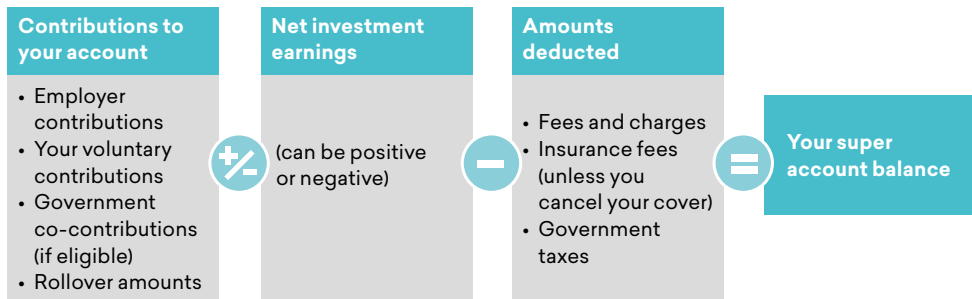 Contributions to
your account
• Employer
contributions
• Your voluntary
contributions
• Government
co-contributions
(if eligible)
• Rollover amounts
+/-
Net investment
earnings
(can be positive
or negative)
−
Amounts
deducted
• Fees and charges
• Insurance fees
(unless you
cancel your cover)
• Government
taxes
=
Your super
account balance